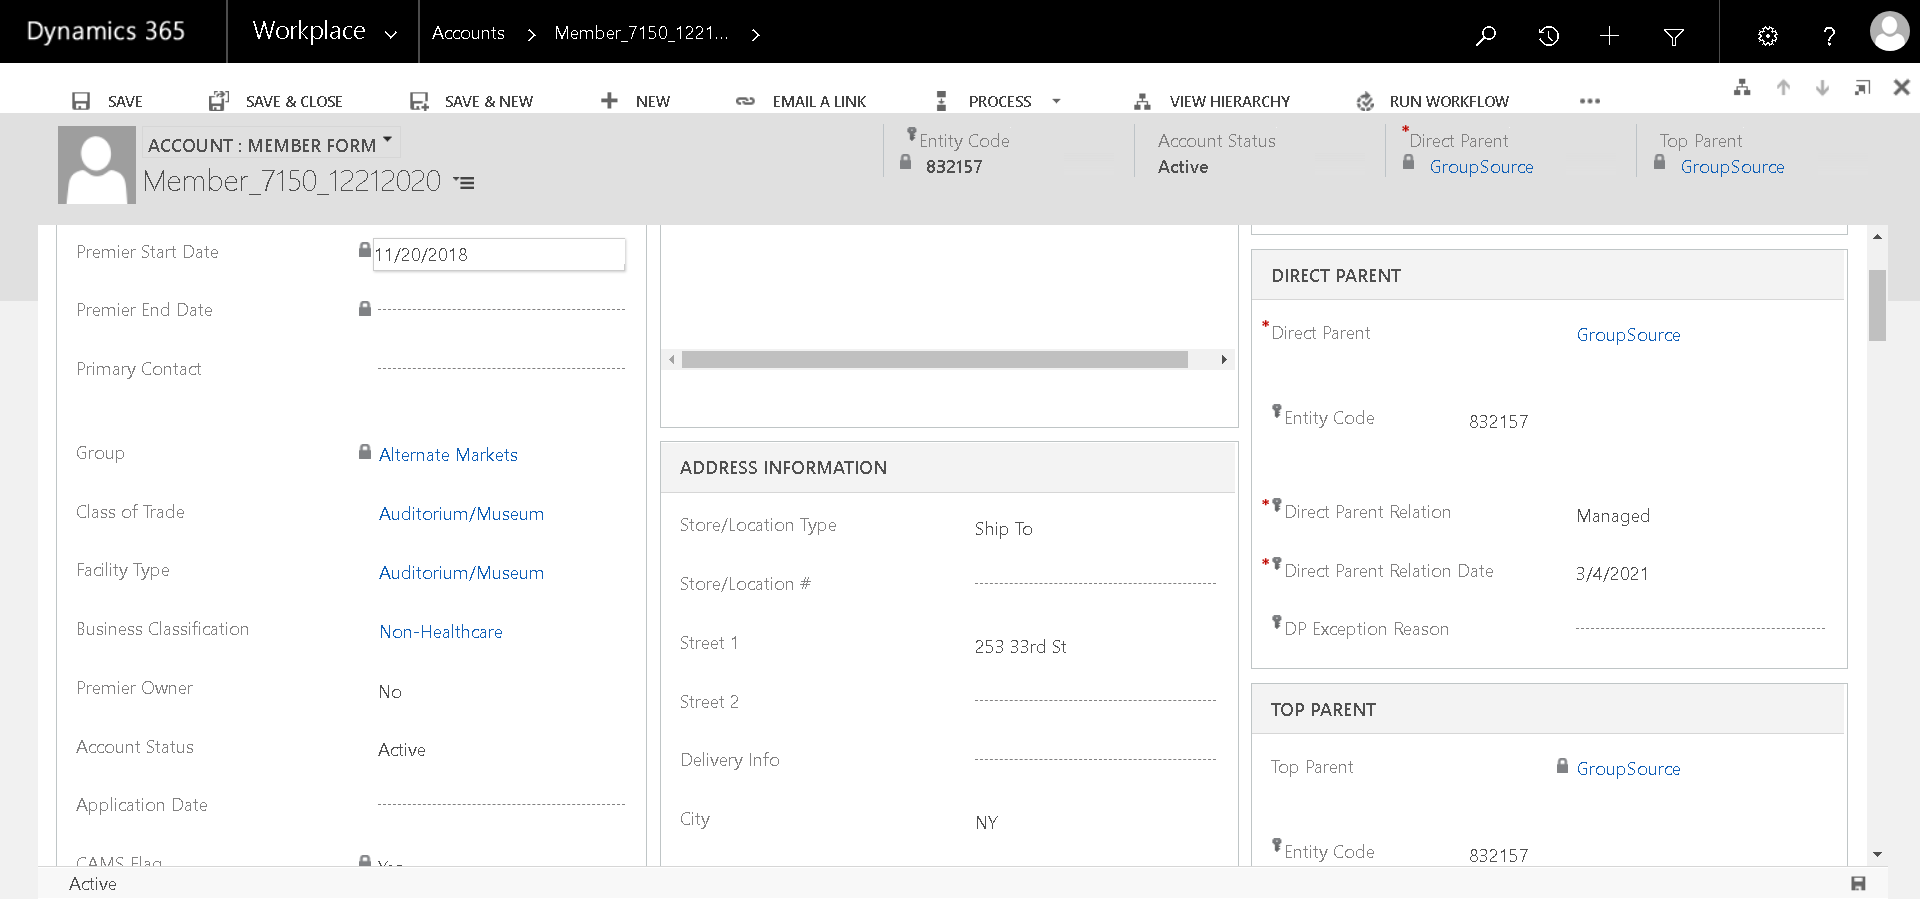 Dynamics 365
Workplace
Accounts
Member_7150_1221...
?
SAVE
SAVE & CLOSE
SAVE & NEW
NEW
EMAIL A LINK
PROCESS
VIEW HIERARCHY
RUN WORKFLOW
ACCOUNT : MEMBER FORM
Member_7150_12212020
Entity Code
832157
Account Status
Active
*Direct Parent
GroupSource
Top Parent
GroupSource
Premier Start Date
11/20/2018
Premier End Date
Primary Contact
Group
Alternate Markets
Class of Trade
Auditorium/Museum
Facility Type
Auditorium/Museum
Business Classification
Non-Healthcare
Premier Owner
No
Account Status
Active
Application Date
CAMS Flag
Yes
ADDRESS INFORMATION
Store/Location Type
Ship To
Store/Location #
Street 1
253 33rd St
Street 2
Delivery Info
City
NY
DIRECT PARENT
*Direct Parent
GroupSource
Entity Code
832157
*Direct Parent Relation
Managed
*Direct Parent Relation Date
3/4/2021
DP Exception Reason
TOP PARENT
Top Parent
GroupSource
Entity Code
832157
Active